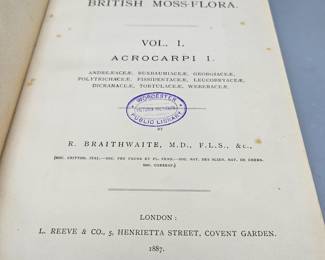 BRITISH MOSS-FLORA.
VOL. I.
ACROCARPI I.
ANDREÆACEÆ, BUXBAUMIACEÆ, GEORGIACEÆ,
POLYTRICHACEÆ, FISSIDENTACEÆ, LEUCOBRYACEÆ,
DICRANACEÆ, TORTULACEÆ, WEBERACEÆ.
WORCESTER
PUBLIC LIBRARY
BY
R. BRAITHWAITE, M.D., F.L.S., &c.,
LONDON:
L. REEVE & CO., 5, HENRIETTA STREET, COVENT GARDEN.
1887.